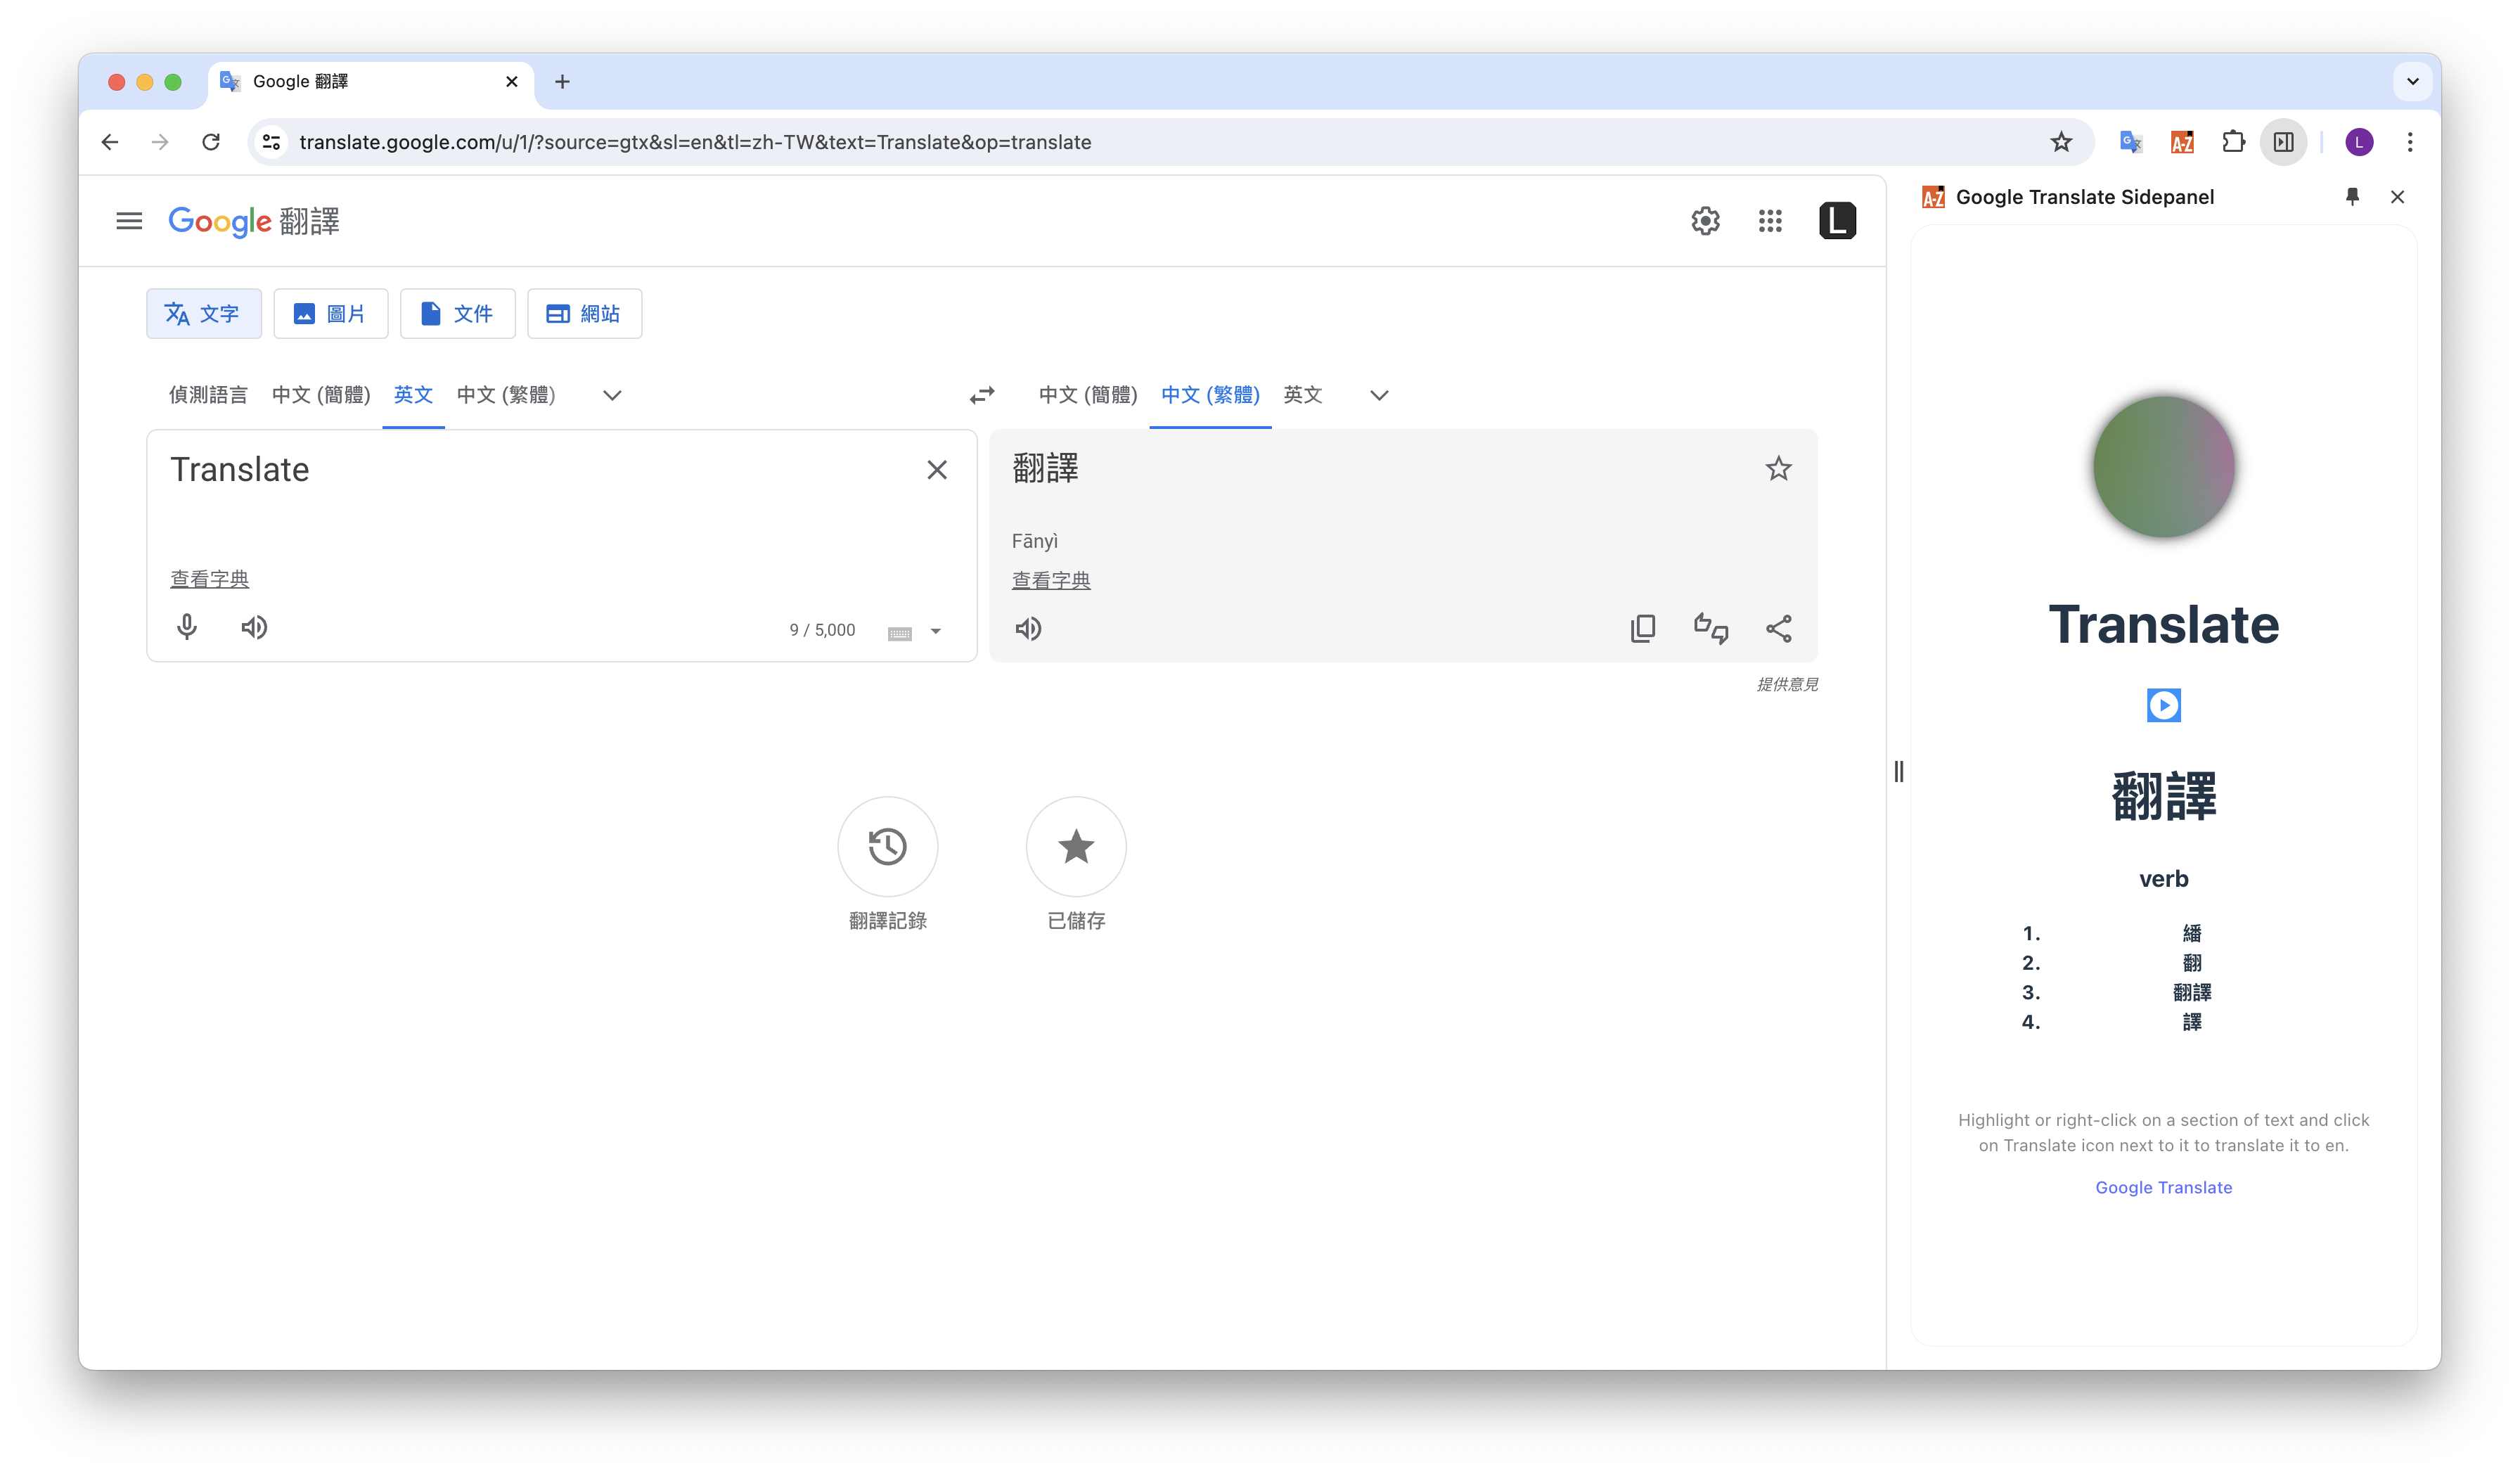 Google 翻譯
translate.google.com/u/1/?source=gtx&sl=en&tl=zh-TW&text=Translate&op=translate
L
Google 翻譯
L
文字
圖片
文件
網站
偵測語言 中文 (簡體) 英文 中文 (繁體)
中文 (簡體) 中文 (繁體) 英文
Translate
查看字典
9 / 5,000
翻譯
Fānyì
查看字典
提供意見
翻譯記錄
已儲存
A-Z Google Translate Sidepanel
Translate
翻譯
verb
1. 繙
2. 翻
3. 翻譯
4. 譯
Highlight or right-click on a section of text and click
on Translate icon next to it to translate it to en.
Google Translate